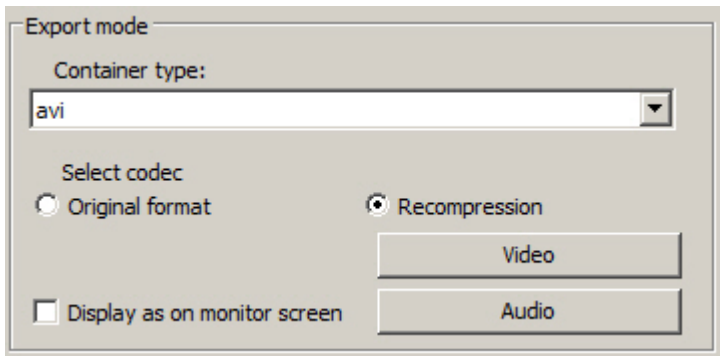 Export mode
Container type:
avi
Select codec
Original format
Recompression
Video
Display as on monitor screen
Audio